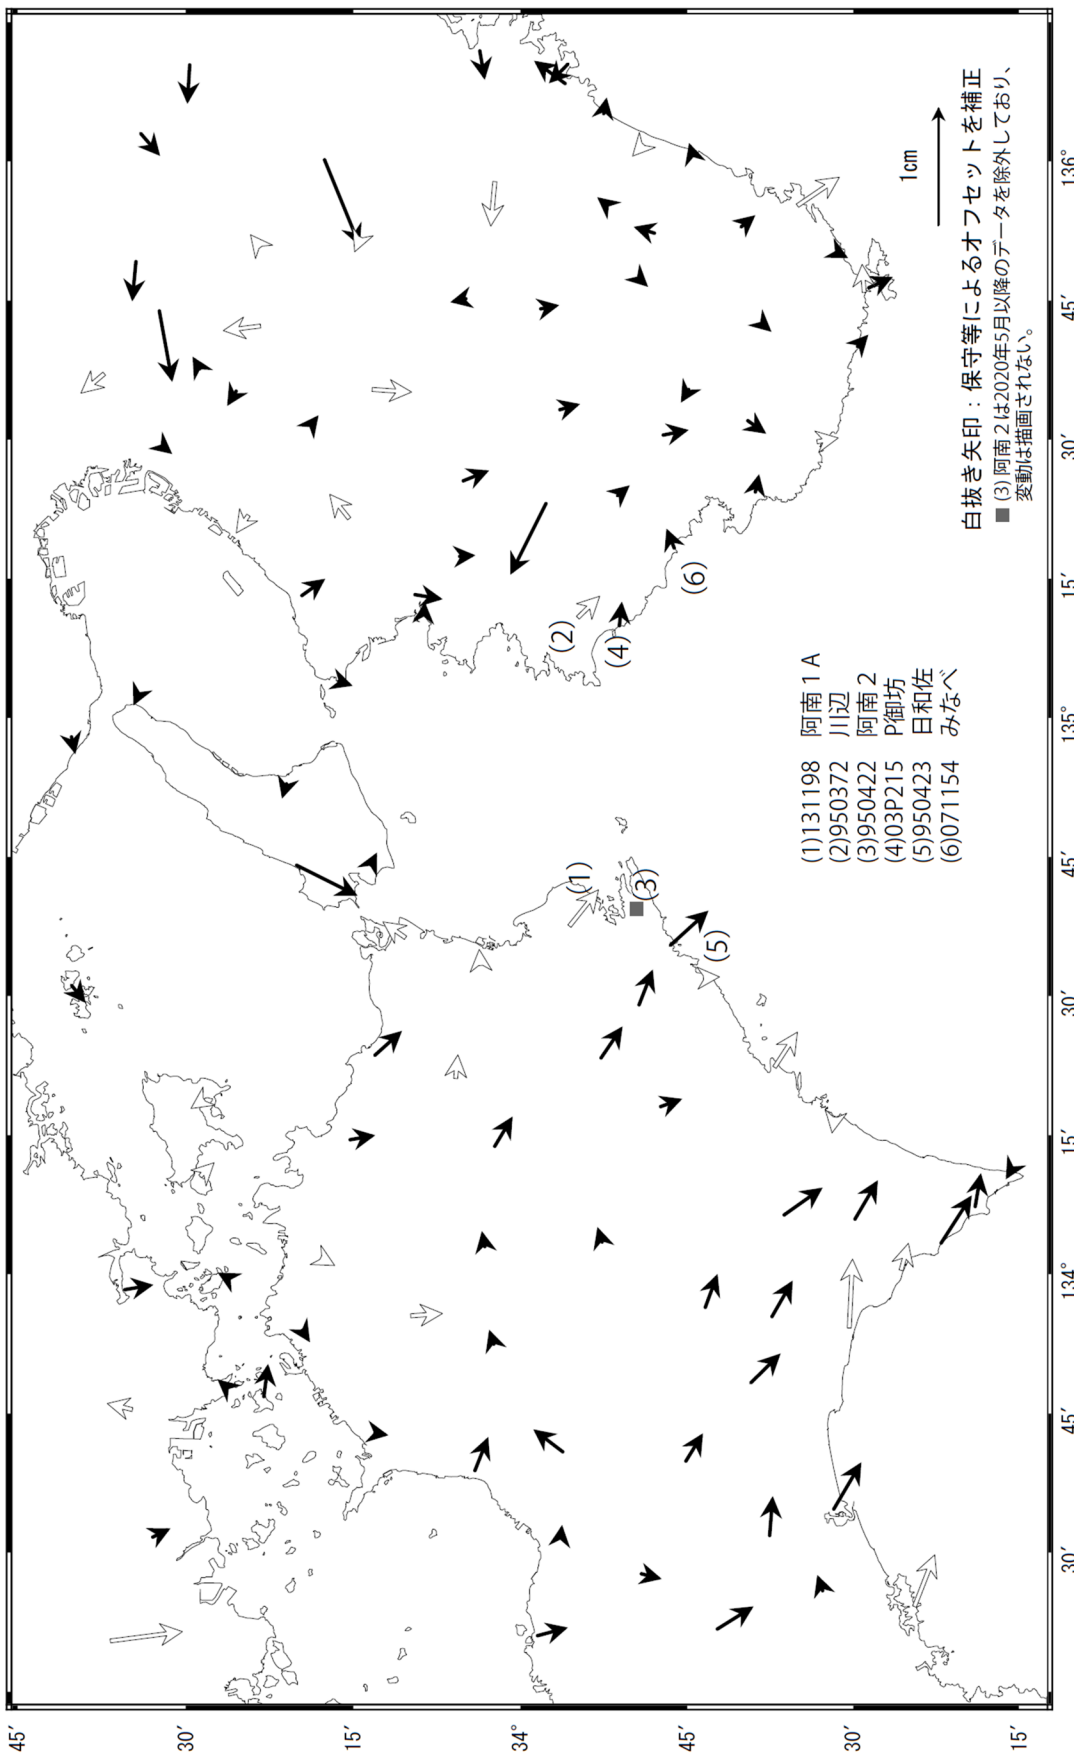 1cm
白抜き矢印：保守等によるオフセットを補正
■ (3) 阿南２は2020年5月以降のデータを除外しており、
変動は描画されない。
(1)
(2)
(3)
(4)
(5)
(6)
(1)131198 阿南１A
(2)950372 川辺
(3)950422 阿南２
(4)03P215 P御坊
(5)950423 日和佐
(6)071154 みなべ
45′
30′
15′
34°
45′
30′
15′
30′
45′
134°
15′
30′
45′
135°
15′
30′
45′
136°